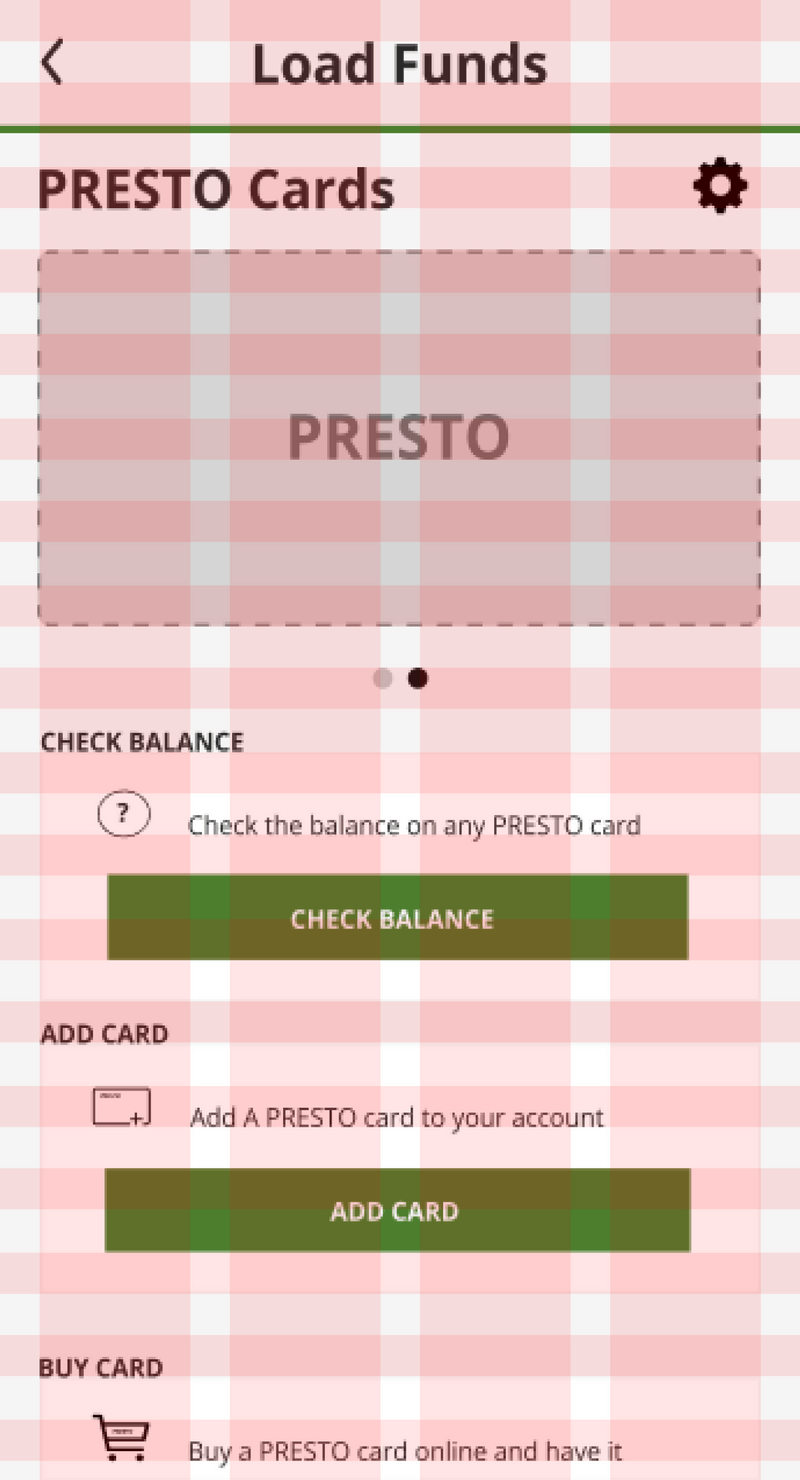 Load Funds
PRESTO Cards
PRESTO
CHECK BALANCE
?
Check the balance on any PRESTO card
CHECK BALANCE
ADD CARD
Add A PRESTO card to your account
ADD CARD
BUY CARD
Buy a PRESTO card online and have it